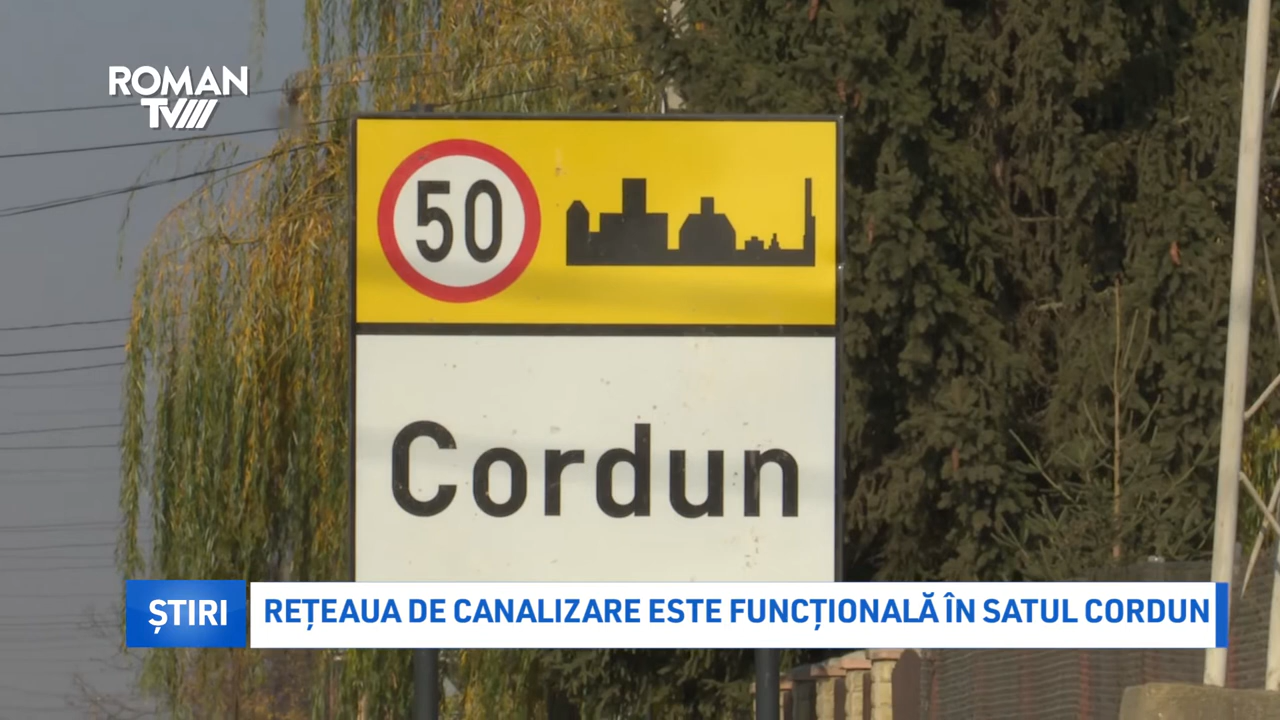 ROMAN
TV
50
Cordun
ȘTIRI
REȚEAUA DE CANALIZARE ESTE FUNCȚIONALĂ ÎN SATUL CORDUN